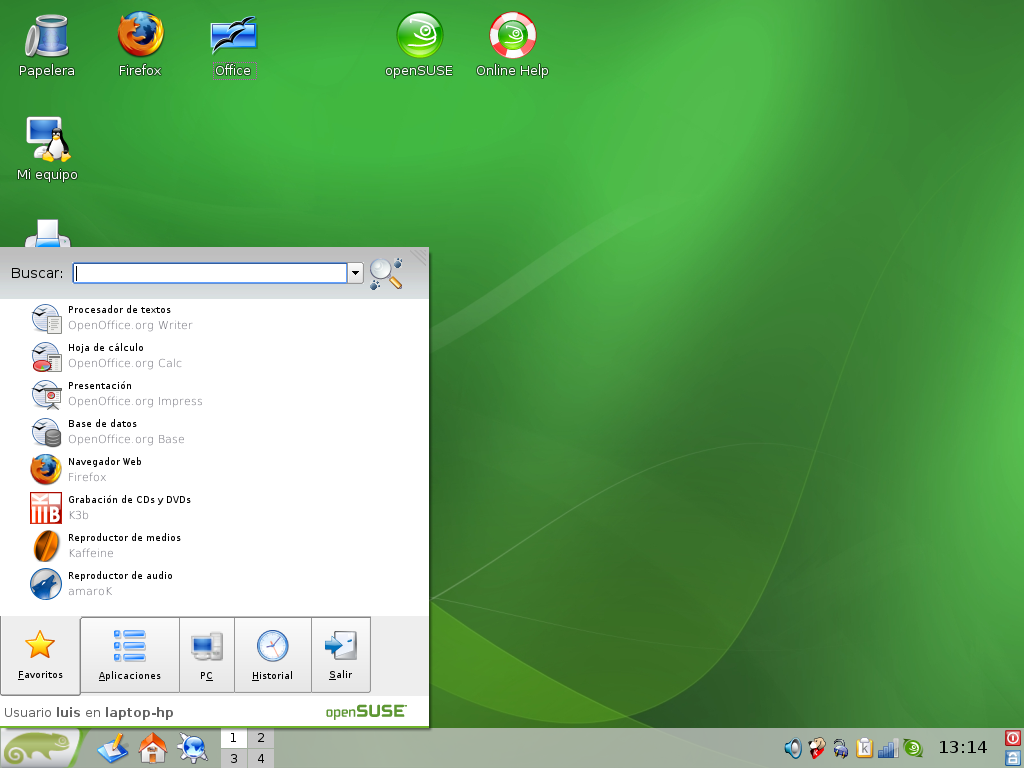 Papelera
Firefox
Office
openSUSE
Online Help
Mi equipo
Buscar:
Procesador de textos
OpenOffice.org Writer
Hoja de cálculo
OpenOffice.org Calc
Presentación
OpenOffice.org Impress
Base de datos
OpenOffice.org Base
Navegador Web
Firefox
Grabación de CDs y DVDs
K3b
Reproductor de medios
Kaffeine
Reproductor de audio
amaroK
Favoritos
Aplicaciones
PC
Historial
Salir
Usuario luis en laptop-hp
openSUSE
1 2
3 4
13:14